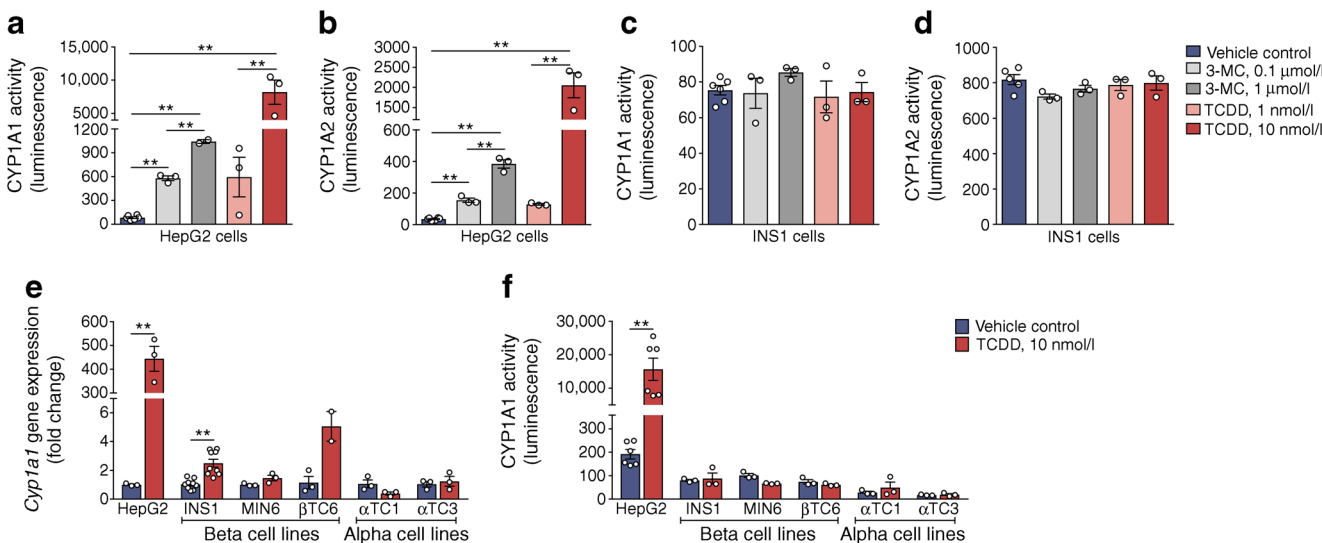 a
CYP1A1 activity
(luminescence)
15,000
10,000
5000
1200
900
600
300
0
**
**
**
**
**
HepG2 cells
b
CYP1A2 activity
(luminescence)
3000
2500
2000
1500
1000
600
400
200
0
**
**
**
**
**
HepG2 cells
c
CYP1A1 activity
(luminescence)
100
80
60
40
20
0
INS1 cells
d
CYP1A2 activity
(luminescence)
1000
800
600
400
200
0
INS1 cells
Vehicle control
3-MC, 0.1 μmol/l
3-MC, 1 μmol/l
TCDD, 1 nmol/l
TCDD, 10 nmol/l
e
Cyp1a1 gene expression
(fold change)
600
500
400
300
6
4
2
0
**
**
HepG2 INS1 MIN6 βTC6 αTC1 αTC3
Beta cell lines Alpha cell lines
f
CYP1A1 activity
(luminescence)
30,000
20,000
10,000
300
200
100
0
**
HepG2 INS1 MIN6 βTC6 αTC1 αTC3
Beta cell lines Alpha cell lines
Vehicle control
TCDD, 10 nmol/l